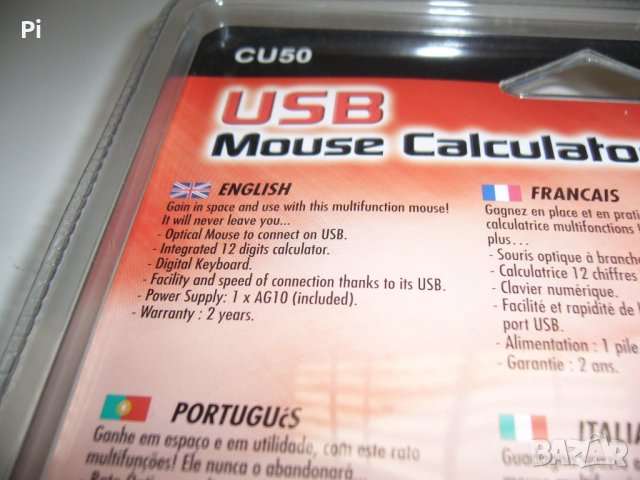 Pi
CU50
USB
Mouse Calculato
ENGLISH
Gain in space and use with this multifunction mouse!
It will never leave you...
- Optical Mouse to connect on USB.
- Integrated 12 digits calculator.
- Digital Keyboard.
- Facility and speed of connection thanks to its USB.
- Power Supply: 1 x AG10 (included).
- Warranty : 2 years.
FRANCAIS
Gagnez en place et en prati
calculatrice multifonctions !
plus...
- Souris optique à branche
- Calculatrice 12 chiffres
- Clavier numérique.
- Facilité et rapidité de
port USB.
- Alimentation : 1 pile
- Garantie : 2 ans.
PORTUGUéS
Ganhe em espaço e em utilidade, com este rato
multifunções! Ele nunca o abandonará...
ITALIA
BAZAR